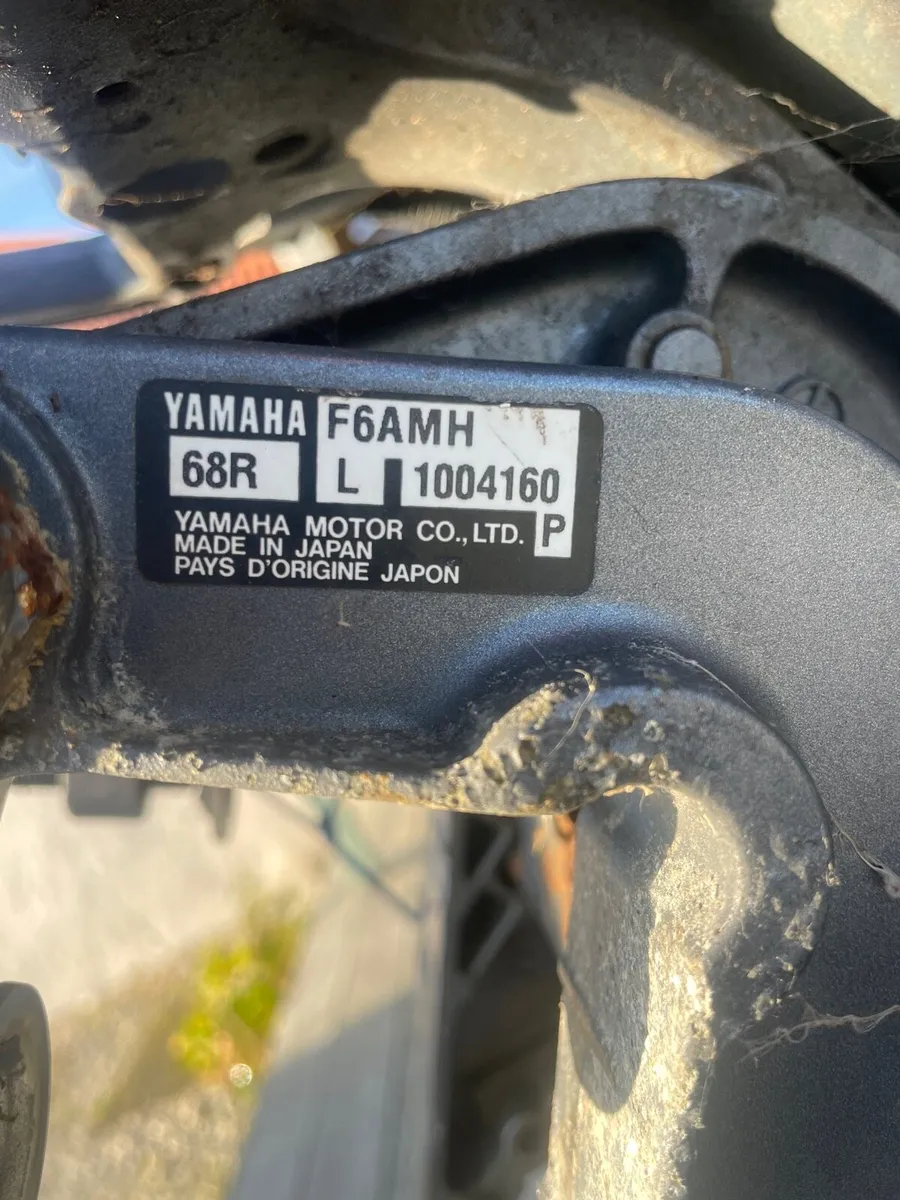 YAMAHA F6AMH
68R L 1004160
YAMAHA MOTOR CO., LTD. P
MADE IN JAPAN
PAYS D'ORIGINE JAPON